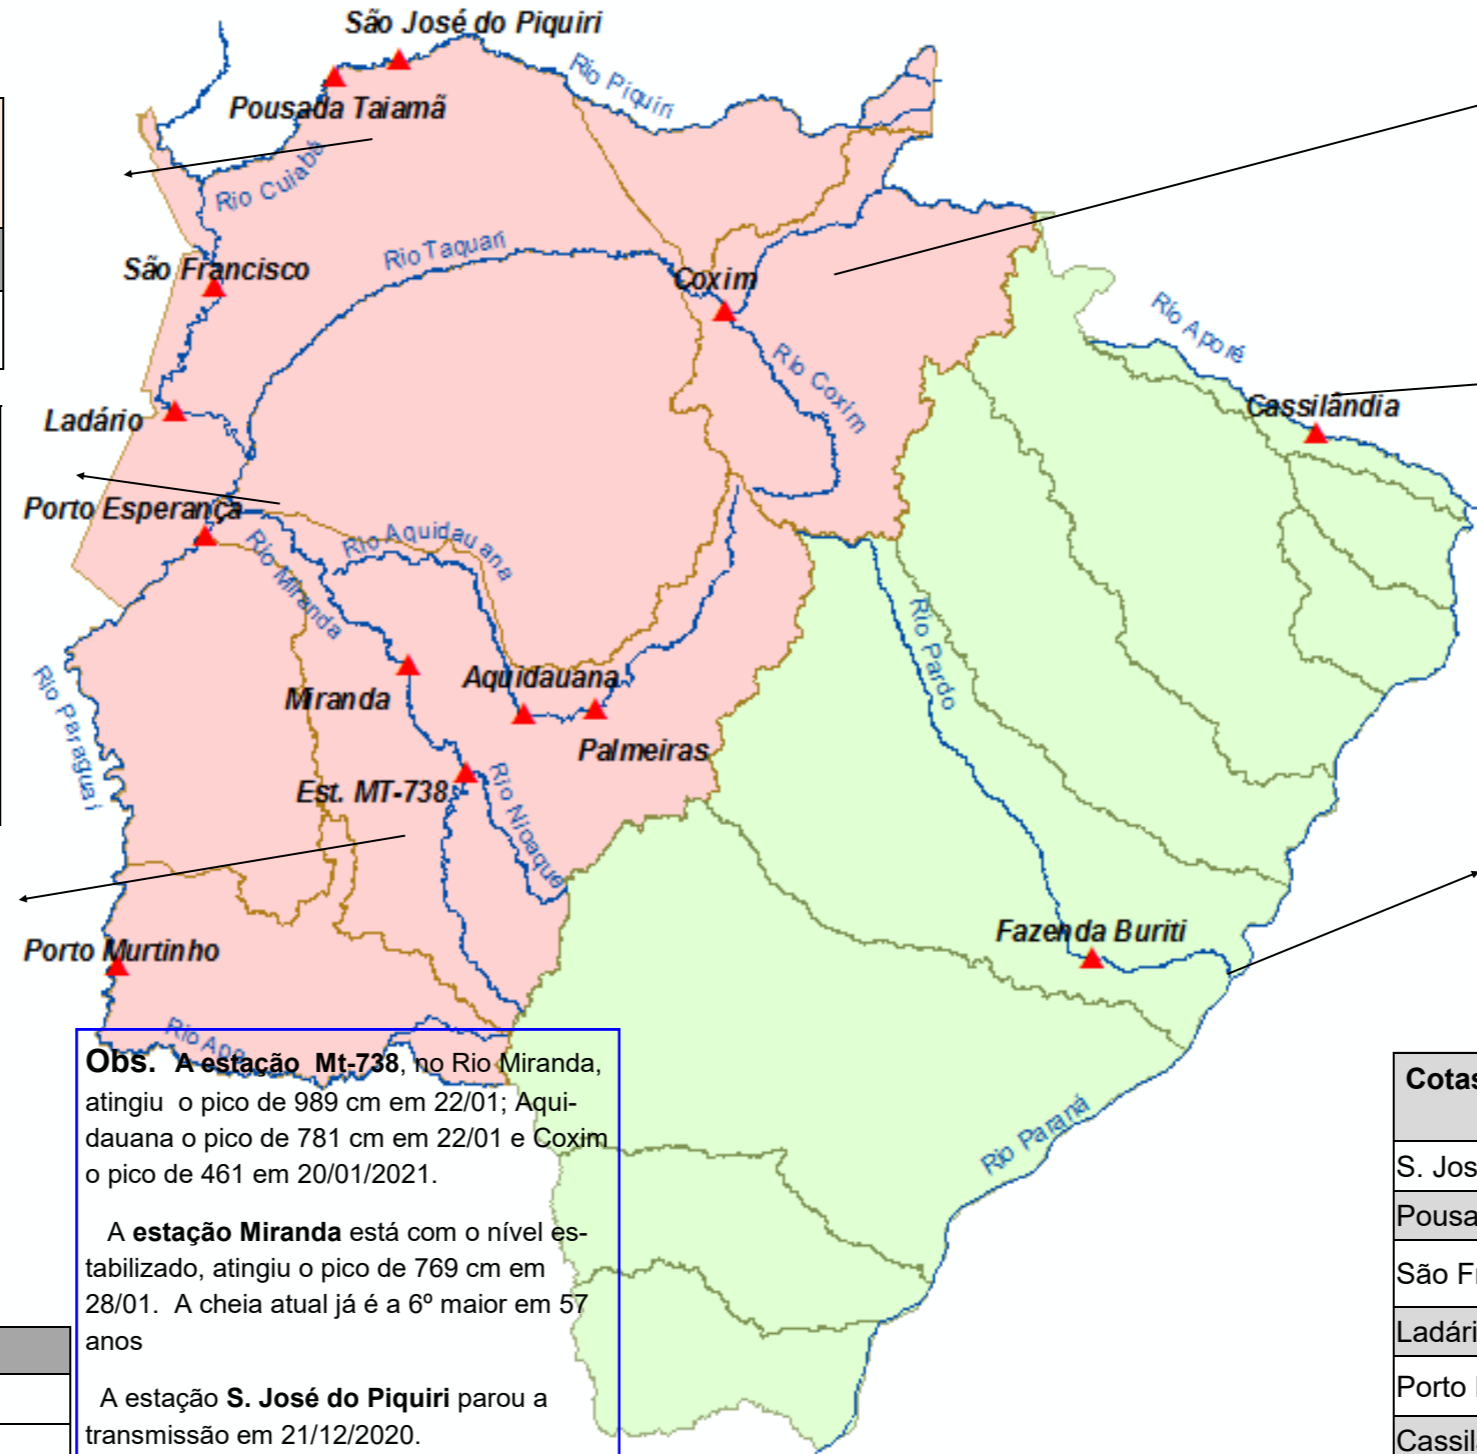 São José do Piquiri
Rio Piquiri
Pousada Taiamã
Rio Cuiabá
Rio Taquari
São Francisco
Coxim
Rio Aporé
Rio Coxim
Cassilândia
Ladário
Porto Esperança
Rio Aquidauana
Rio Miranda
Rio Pardo
Rio Paraguai
Aquidauana
Miranda
Palmeiras
Est. MT-738
Rio Nioaque
Fazenda Buriti
Porto Murtinho
Rio Apa
Rio Paraná
Obs. A estação Mt-738, no Rio Miranda,
atingiu o pico de 989 cm em 22/01; Aqui-
dauana o pico de 781 cm em 22/01 e Coxim
o pico de 461 em 20/01/2021.
A estação Miranda está com o nível es-
tabilizado, atingiu o pico de 769 cm em
28/01. A cheia atual já é a 6º maior em 57
anos
A estação S. José do Piquiri parou a
transmissão em 21/12/2020.
Cotas
S. Jos
Pousa
São Fr
Ladári
Porto
Cassil